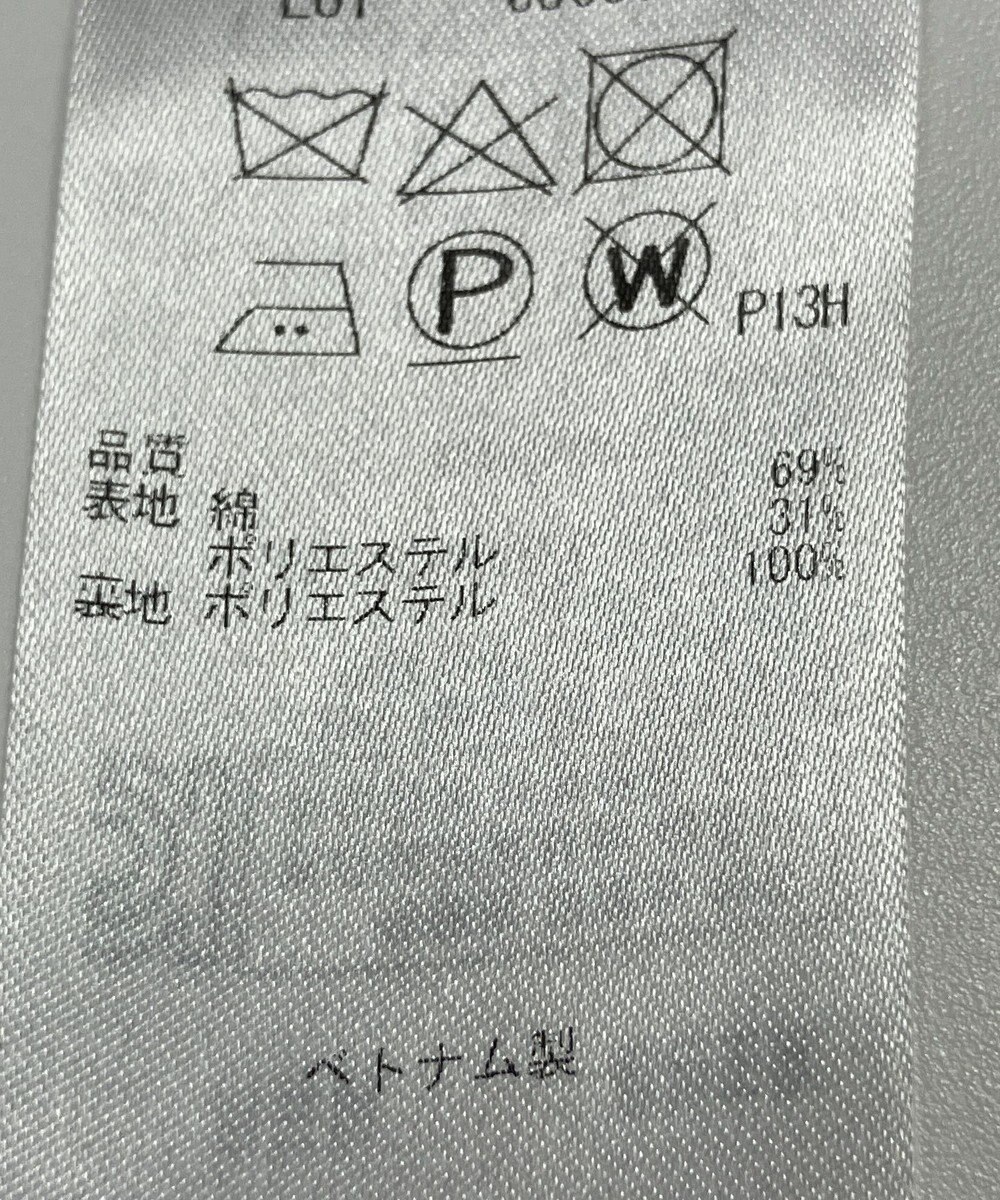 P
W
P13H
品質
表地 綿 69%
ポリエステル 31%
裏地 ポリエステル 100%
ベトナム製